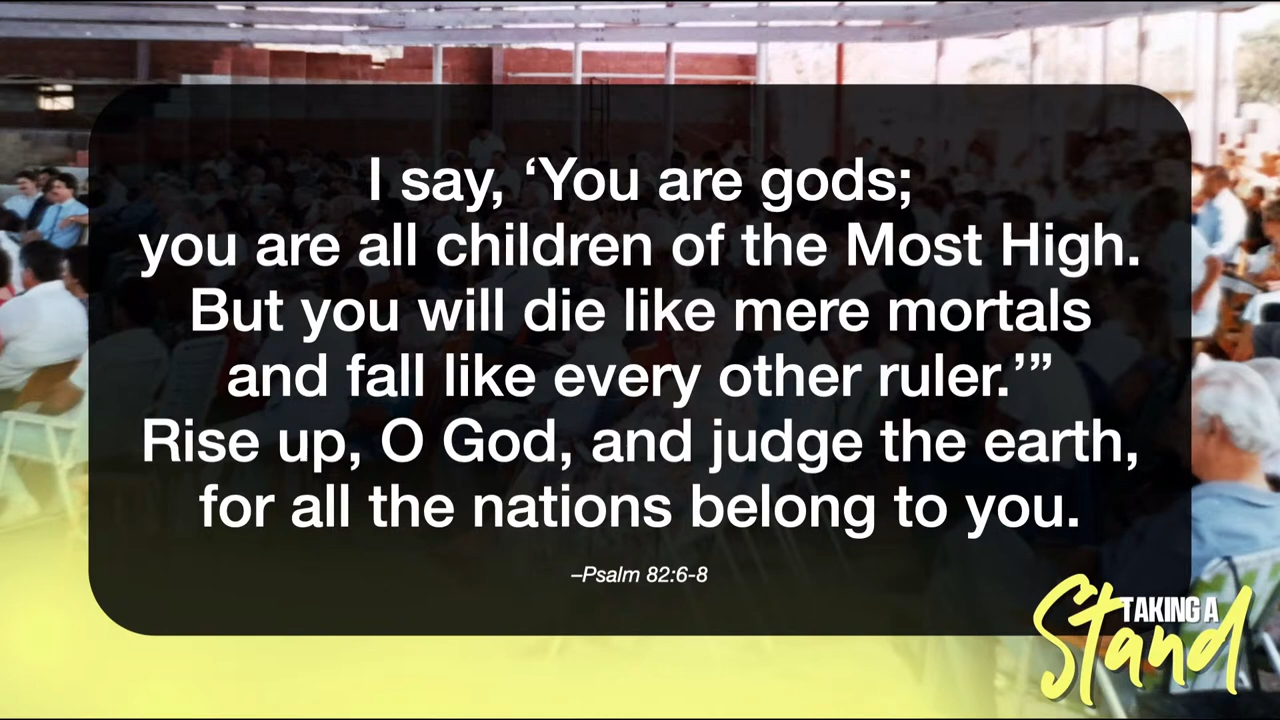 I say, ‘You are gods;
you are all children of the Most High.
But you will die like mere mortals
and fall like every other ruler.’”
Rise up, O God, and judge the earth,
for all the nations belong to you.
–Psalm 82:6-8
TAKING A
Stand